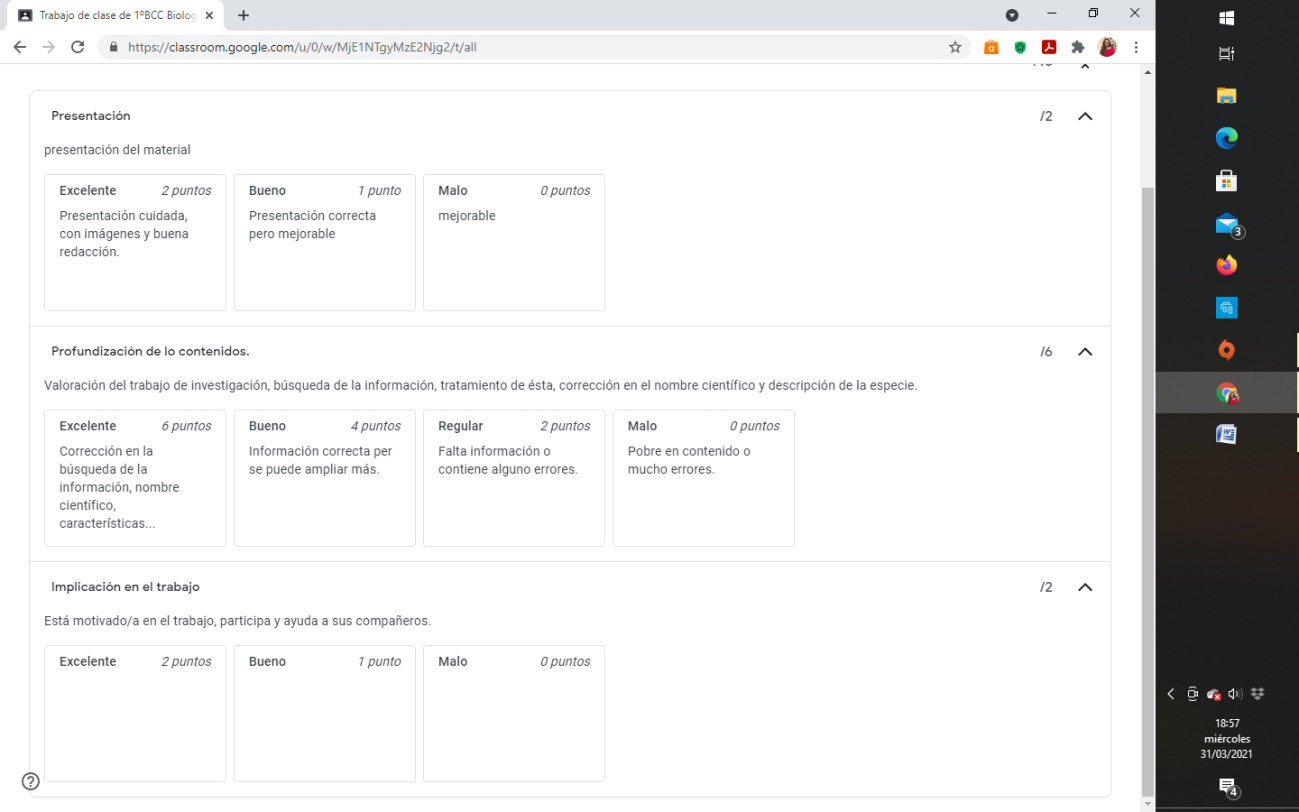 Trabajo de clase de 1ºBCC Biolog
https://classroom.google.com/u/0/w/MjE1NTgyMzE2Njg2/t/all
Presentación /2
presentación del material
Excelente 2 puntos
Presentación cuidada,
con imágenes y buena
redacción.
Bueno 1 punto
Presentación correcta
pero mejorable
Malo 0 puntos
mejorable
Profundización de lo contenidos. /6
Valoración del trabajo de investigación, búsqueda de la información, tratamiento de ésta, corrección en el nombre científico y descripción de la especie.
Excelente 6 puntos
Corrección en la
búsqueda de la
información, nombre
científico,
características...
Bueno 4 puntos
Información correcta per
se puede ampliar más.
Regular 2 puntos
Falta información o
contiene alguno errores.
Malo 0 puntos
Pobre en contenido o
mucho errores.
Implicación en el trabajo /2
Está motivado/a en el trabajo, participa y ayuda a sus compañeros.
Excelente 2 puntos
Bueno 1 punto
Malo 0 puntos
3
18:57
miércoles
31/03/2021
4